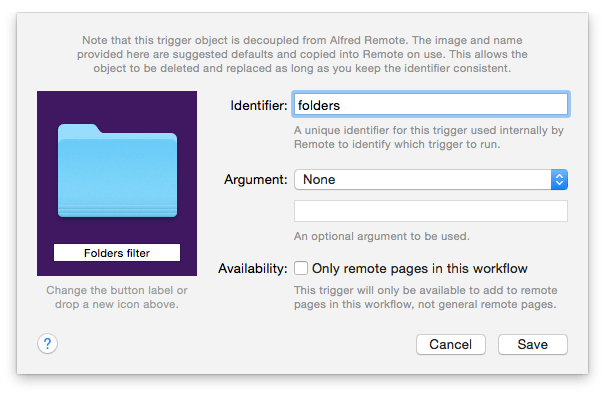 Note that this trigger object is decoupled from Alfred Remote. The image and name
provided here are suggested defaults and copied into Remote on use. This allows the
object to be deleted and replaced as long as you keep the identifier consistent.
Identifier: folders
A unique identifier for this trigger used internally by
Remote to identify which trigger to run.
Argument: None
An optional argument to be used.
Folders filter
Availability: Only remote pages in this workflow
Change the button label or
drop a new icon above.
This trigger will only be available to add to remote
pages in this workflow, not general remote pages.
?
Cancel
Save